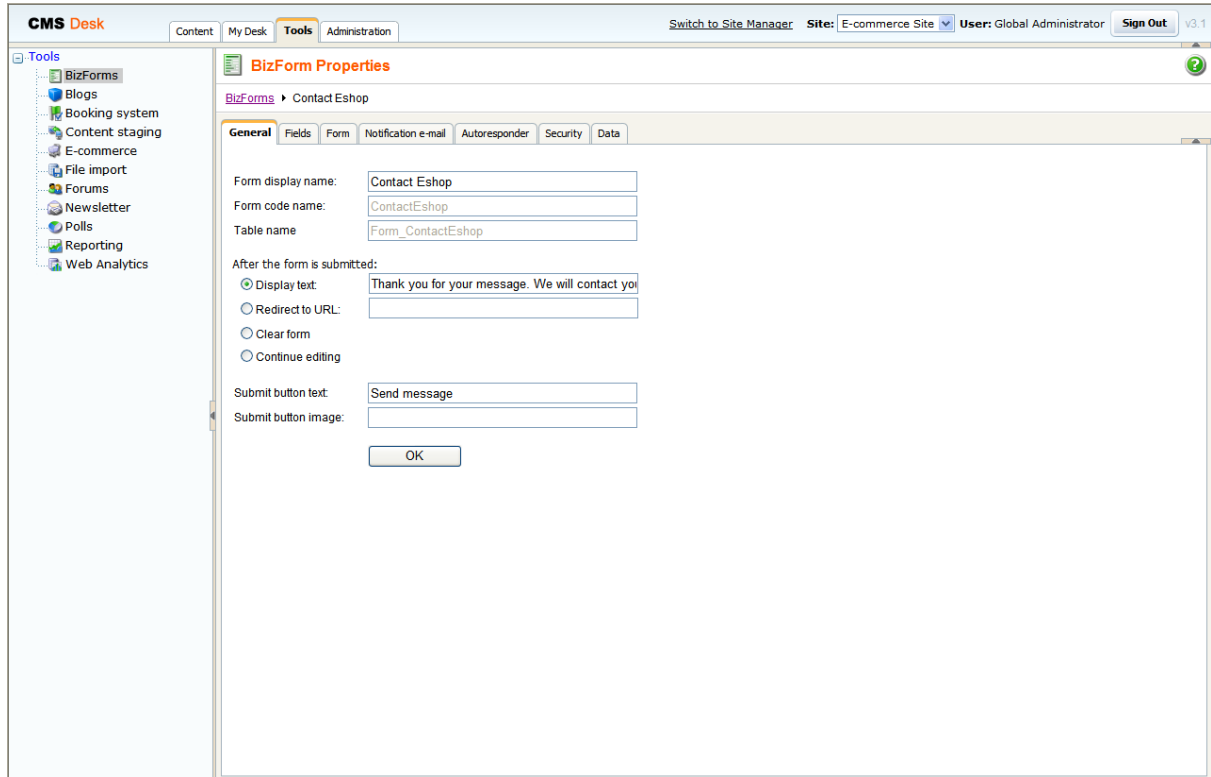 CMS Desk
Content My Desk Tools Administration
Switch to Site Manager Site: E-commerce Site User: Global Administrator Sign Out v3.1
Tools
BizForms
Blogs
Booking system
Content staging
E-commerce
File import
Forums
Newsletter
Polls
Reporting
Web Analytics
BizForm Properties
BizForms Contact Eshop
General Fields Form Notification e-mail Autoresponder Security Data
Form display name: Contact Eshop
Form code name: ContactEshop
Table name Form_ContactEshop
After the form is submitted:
Display text: Thank you for your message. We will contact you
Redirect to URL:
Clear form
Continue editing
Submit button text: Send message
Submit button image:
OK